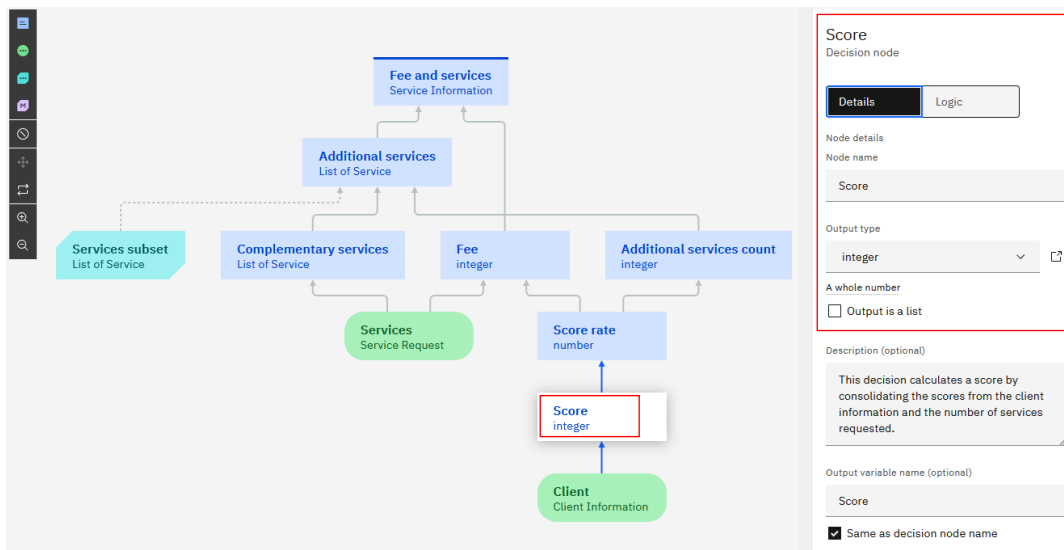 Fee and services
Service Information
Additional services
List of Service
Services subset
List of Service
Complementary services
List of Service
Fee
integer
Additional services count
integer
Services
Service Request
Score rate
number
Score
integer
Client
Client Information
M
Score
Decision node
Details
Logic
Node details
Node name
Score
Output type
integer
A whole number
Output is a list
Description (optional)
This decision calculates a score by
consolidating the scores from the client
information and the number of services
requested.
Output variable name (optional)
Score
Same as decision node name